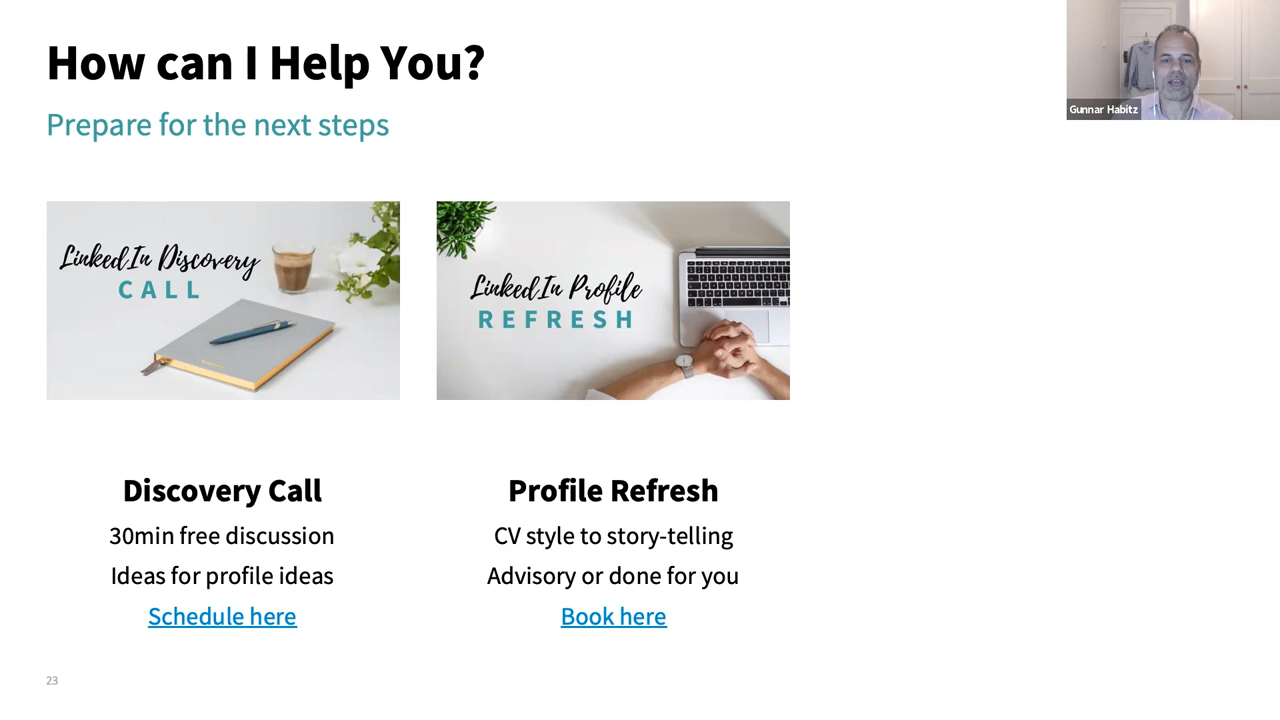 How can I Help You?
Prepare for the next steps
Gunnar Habitz
LinkedIn Discovery
CALL
LinkedIn Profile
REFRESH
Discovery Call
30min free discussion
Ideas for profile ideas
Schedule here
Profile Refresh
CV style to story-telling
Advisory or done for you
Book here
23